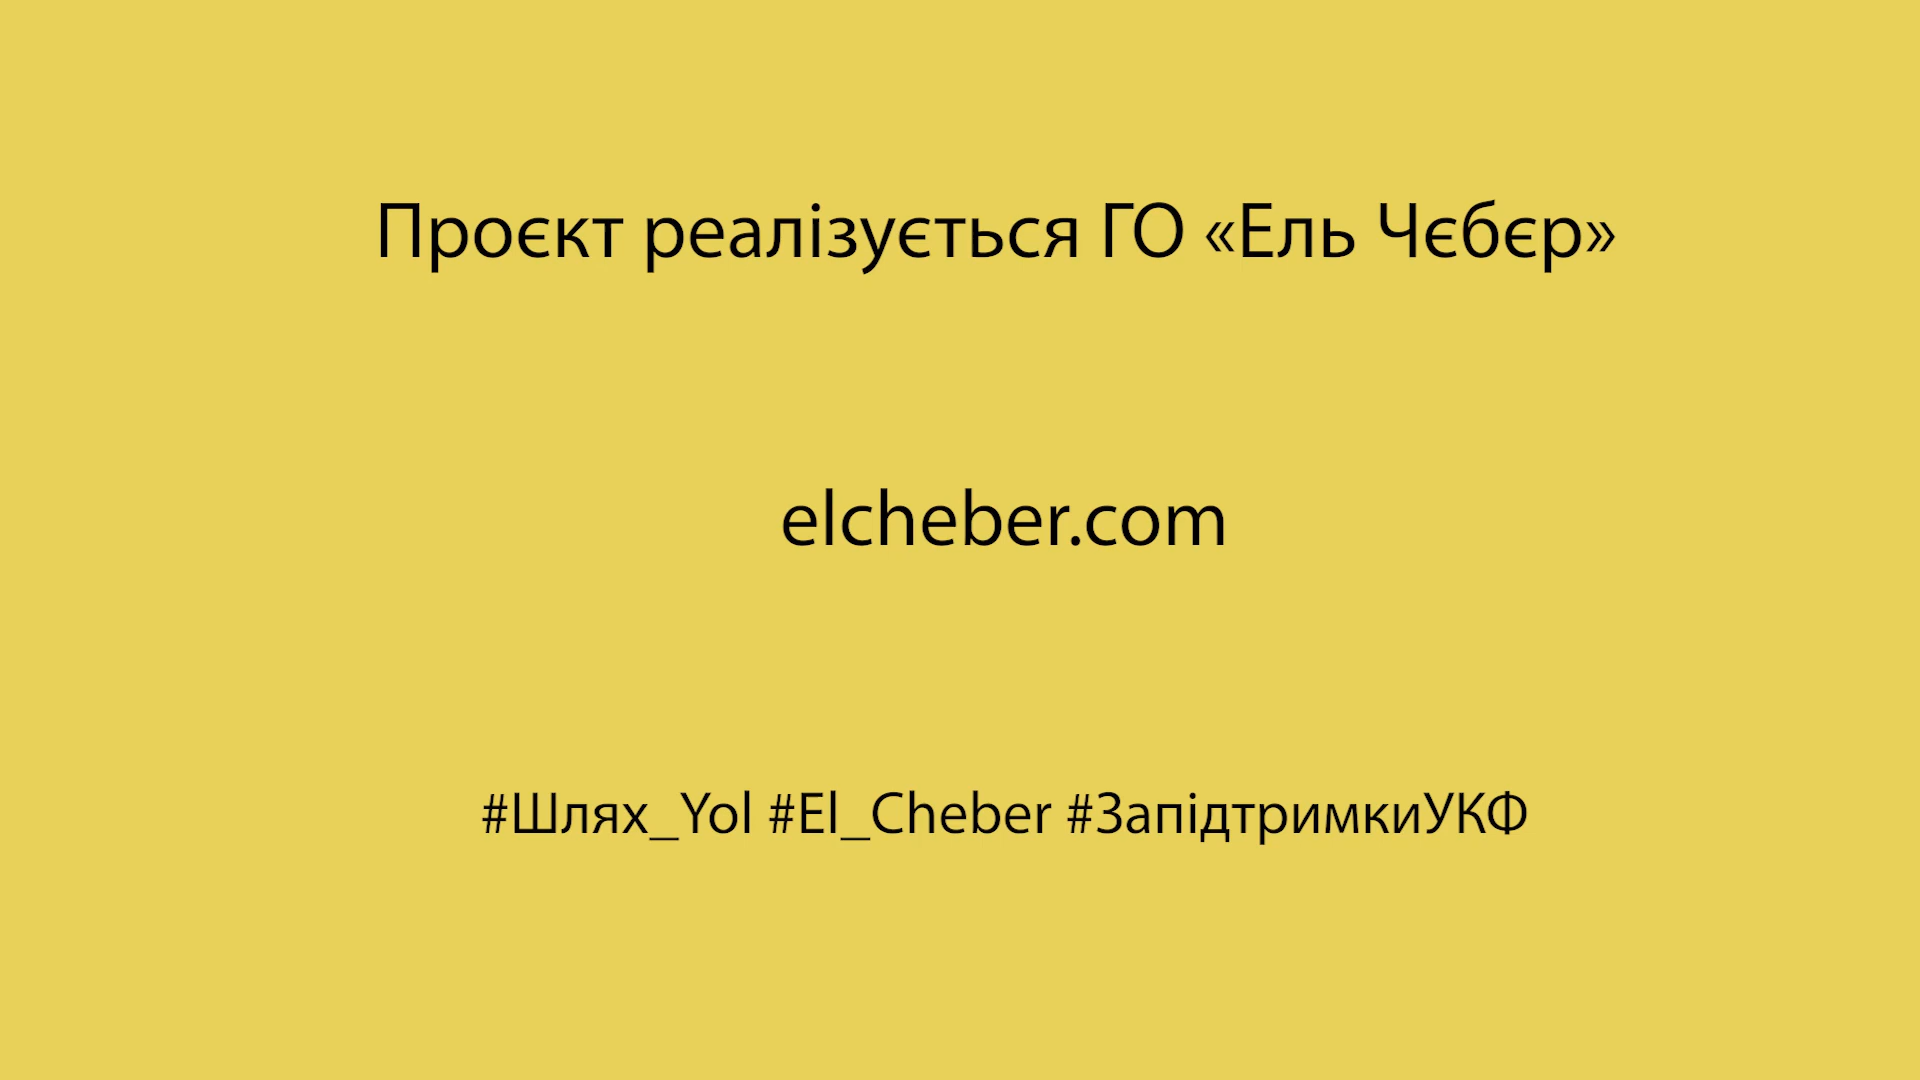 Проєкт реалізується ГО «Ель Чєбєр»
elcheber.com
#Шлях_Yol #El_Cheber #ЗапідтримкиУКФ